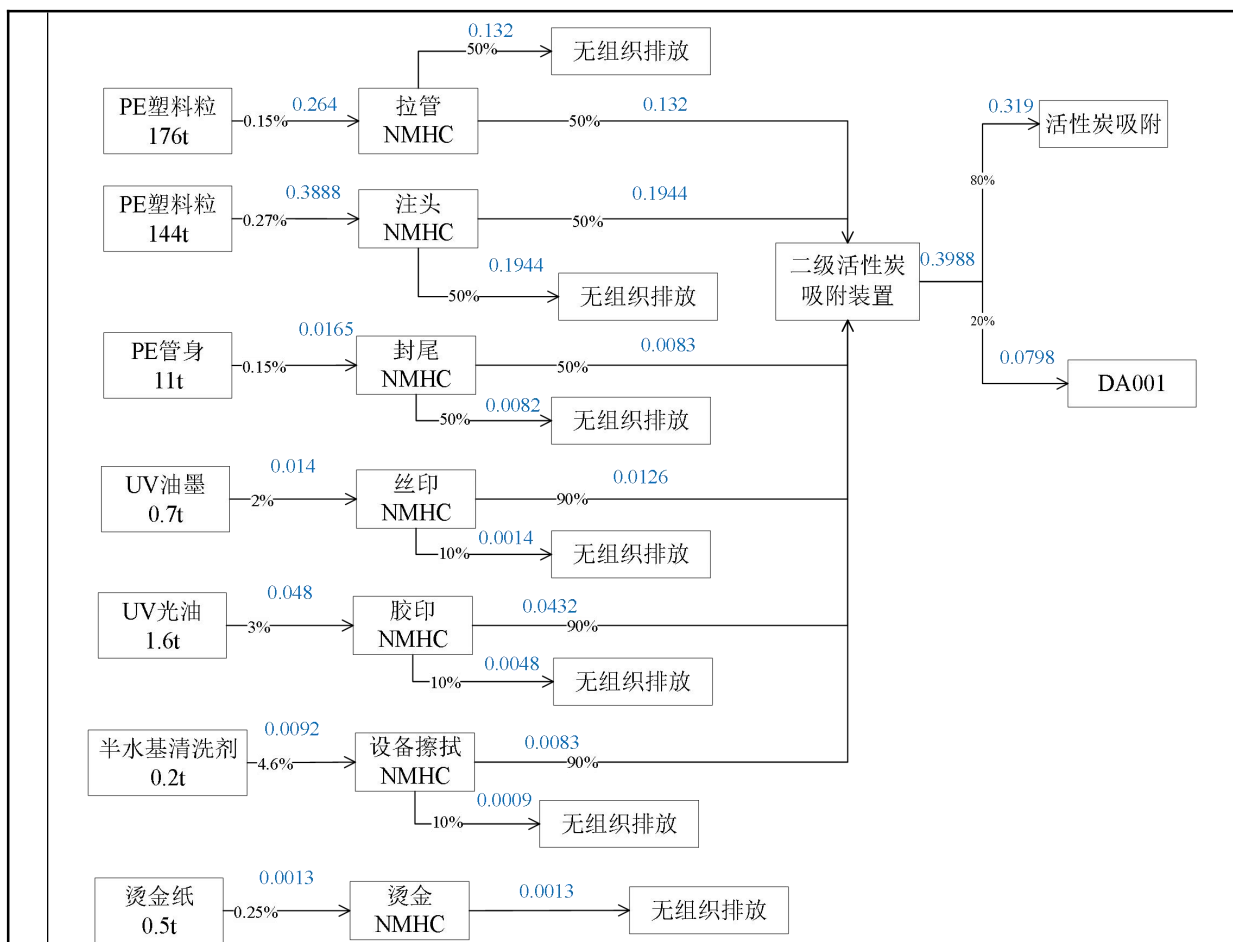 0.132
50%
无组织排放
PE塑料粒
176t
0.264
0.15%
拉管
NMHC
0.132
50%
0.319
活性炭吸附
80%
PE塑料粒
144t
0.3888
0.27%
注头
NMHC
0.1944
50%
0.1944
50%
无组织排放
二级活性炭
吸附装置
0.3988
20%
0.0798
DA001
PE管身
11t
0.0165
0.15%
封尾
NMHC
0.0083
50%
0.0082
50%
无组织排放
UV油墨
0.7t
0.014
2%
丝印
NMHC
0.0126
90%
0.0014
10%
无组织排放
UV光油
1.6t
0.048
3%
胶印
NMHC
0.0432
90%
0.0048
10%
无组织排放
半水基清洗剂
0.2t
0.0092
4.6%
设备擦拭
NMHC
0.0083
90%
0.0009
10%
无组织排放
烫金纸
0.5t
0.0013
0.25%
烫金
NMHC
0.0013
无组织排放